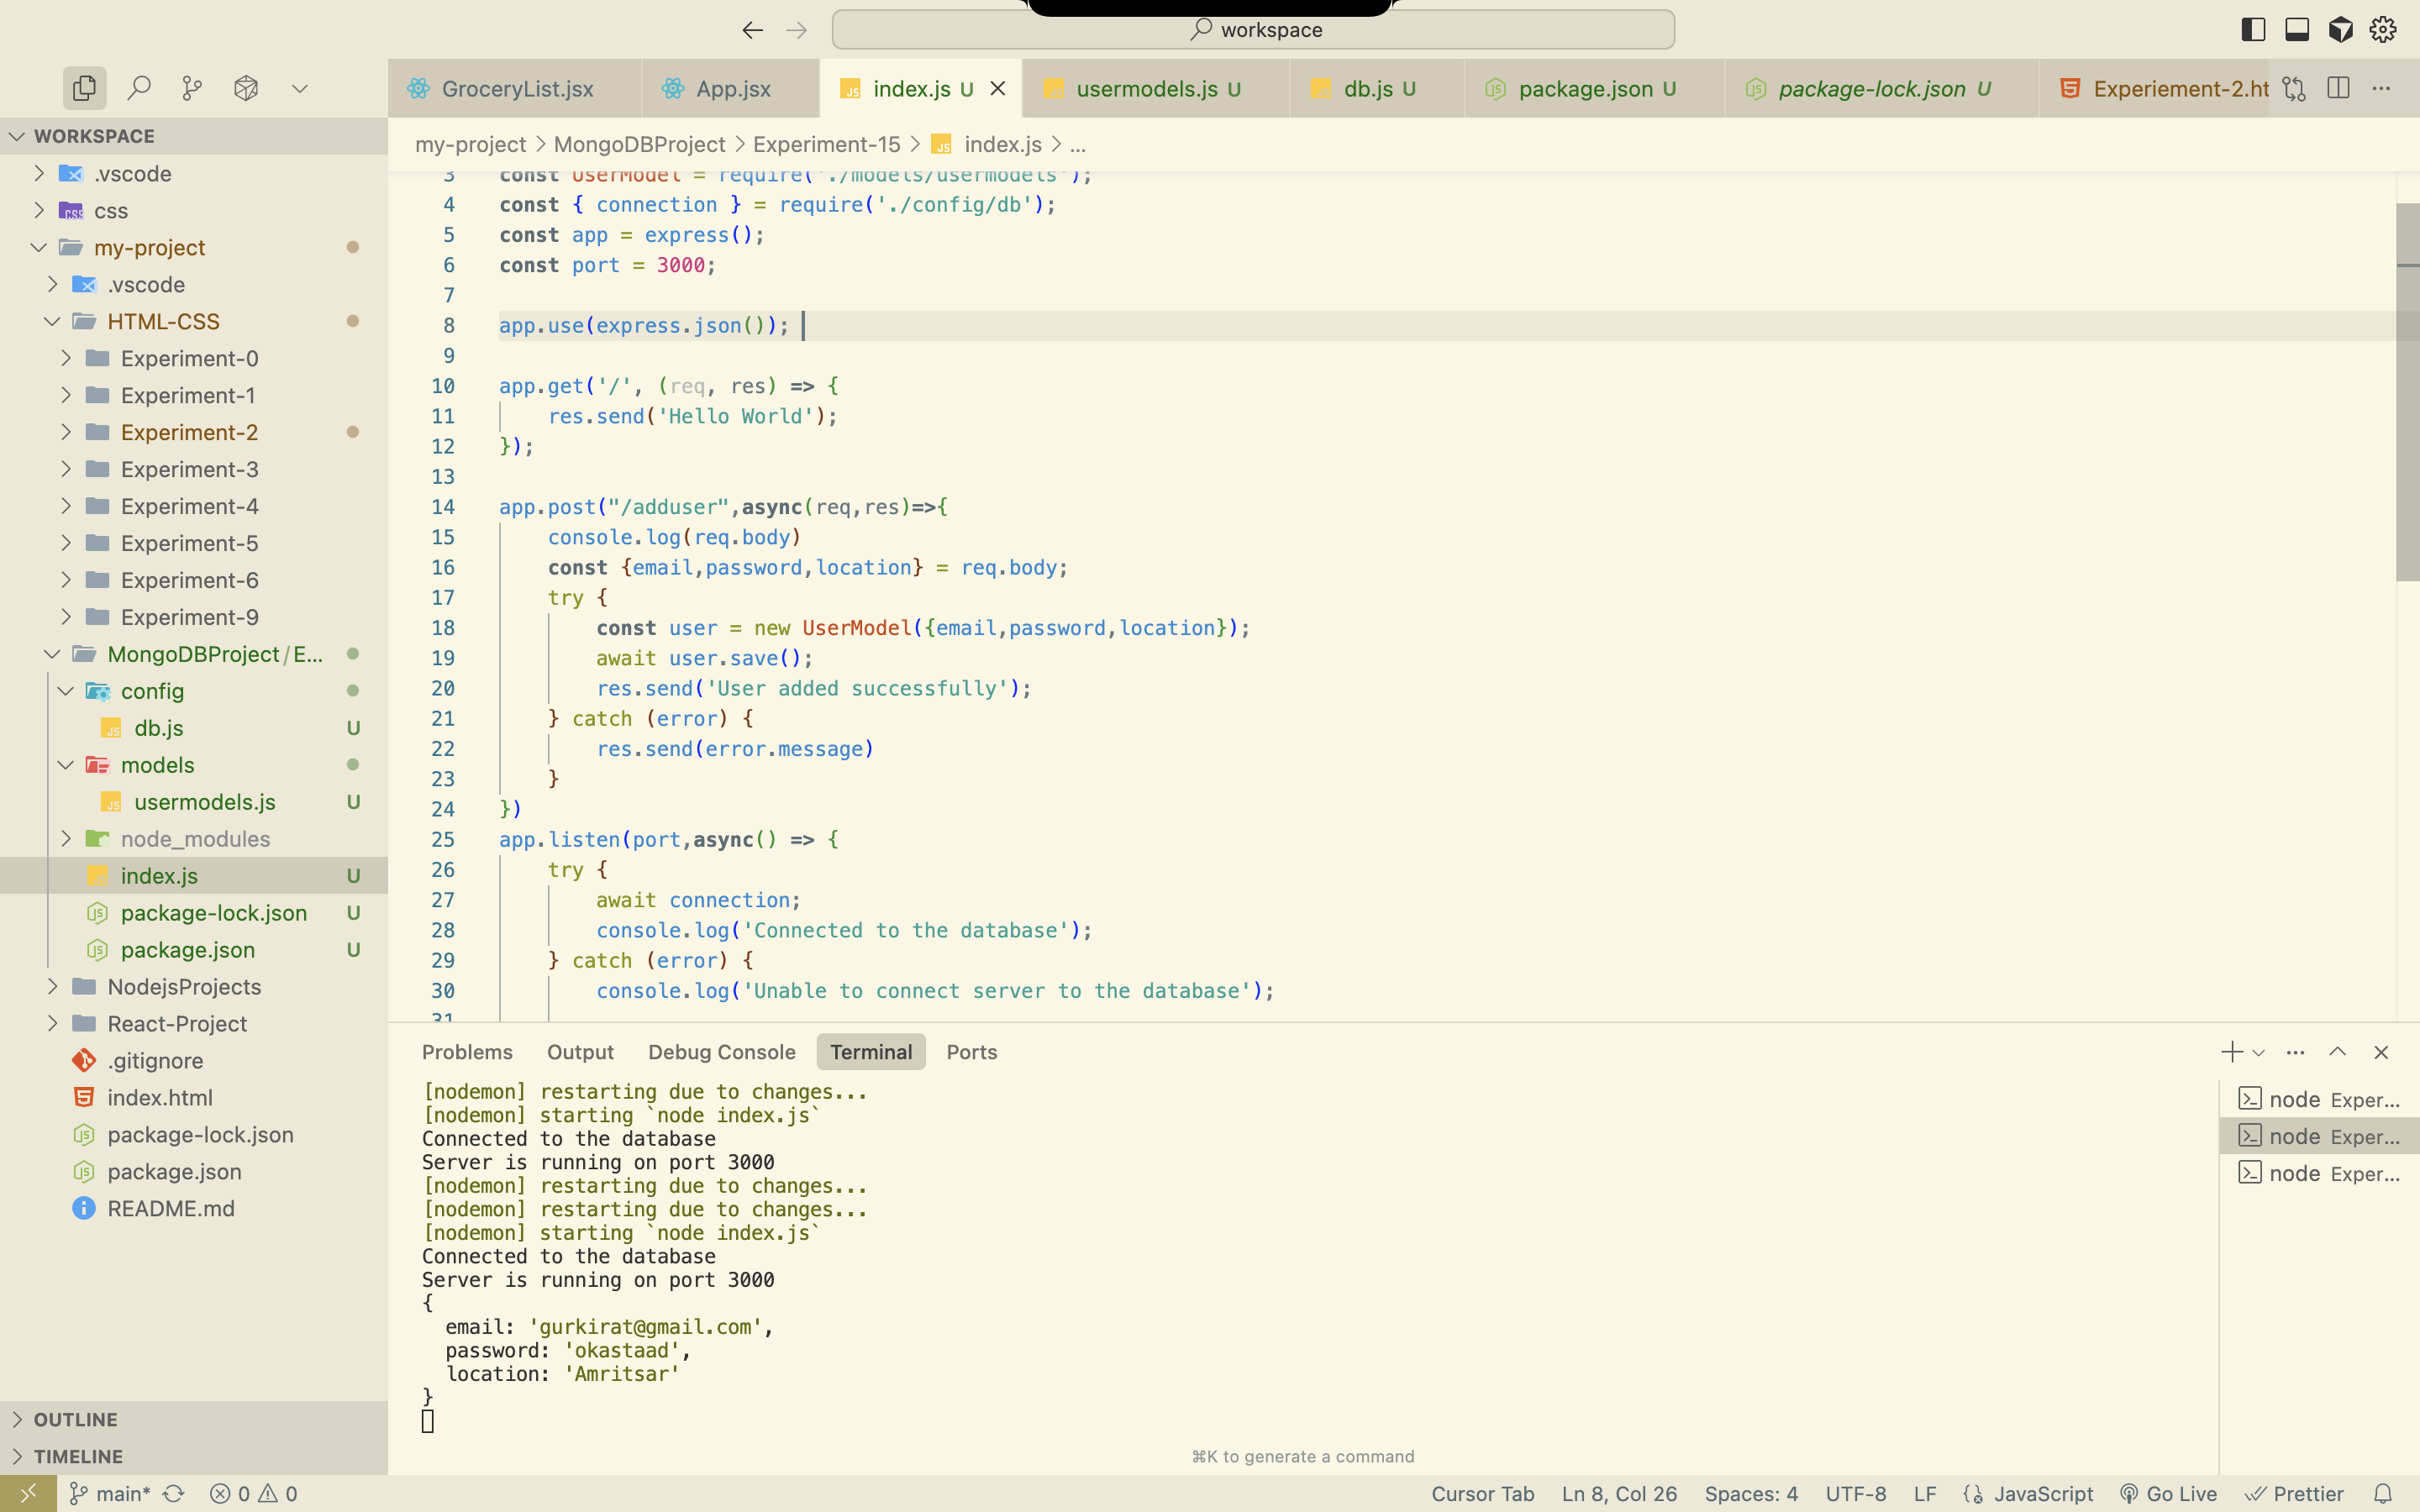 workspace
GroceryList.jsx
App.jsx
index.js U
usermodels.js U
db.js U
package.json U
package-lock.json U
Experiement-2.ht
WORKSPACE
.vscode
css
my-project
.vscode
HTML-CSS
Experiment-0
Experiment-1
Experiment-2
Experiment-3
Experiment-4
Experiment-5
Experiment-6
Experiment-9
MongoDBProject/E...
config
db.js U
models
usermodels.js U
node_modules
index.js U
package-lock.json U
package.json U
NodejsProjects
React-Project
.gitignore
index.html
package-lock.json
package.json
README.md
OUTLINE
TIMELINE
my-project > MongoDBProject > Experiment-15 > index.js > ...
3 const UserModel = require('./models/usermodels');
4 const { connection } = require('./config/db');
5 const app = express();
6 const port = 3000;
7
8 app.use(express.json());
9
10 app.get('/', (req, res) => {
11 res.send('Hello World');
12 });
13
14 app.post("/adduser",async(req,res)=>{
15 console.log(req.body)
16 const {email,password,location} = req.body;
17 try {
18 const user = new UserModel({email,password,location});
19 await user.save();
20 res.send('User added successfully');
21 } catch (error) {
22 res.send(error.message)
23 }
24 })
25 app.listen(port,async() => {
26 try {
27 await connection;
28 console.log('Connected to the database');
29 } catch (error) {
30 console.log('Unable to connect server to the database');
31
Problems Output Debug Console Terminal Ports
[nodemon] restarting due to changes...
[nodemon] starting `node index.js`
Connected to the database
Server is running on port 3000
[nodemon] restarting due to changes...
[nodemon] restarting due to changes...
[nodemon] starting `node index.js`
Connected to the database
Server is running on port 3000
{
email: 'gurkirat@gmail.com',
password: 'okastaad',
location: 'Amritsar'
}
node Exper...
node Exper...
node Exper...
⌘K to generate a command
main* 0 0 Cursor Tab Ln 8, Col 26 Spaces: 4 UTF-8 LF JavaScript Go Live Prettier